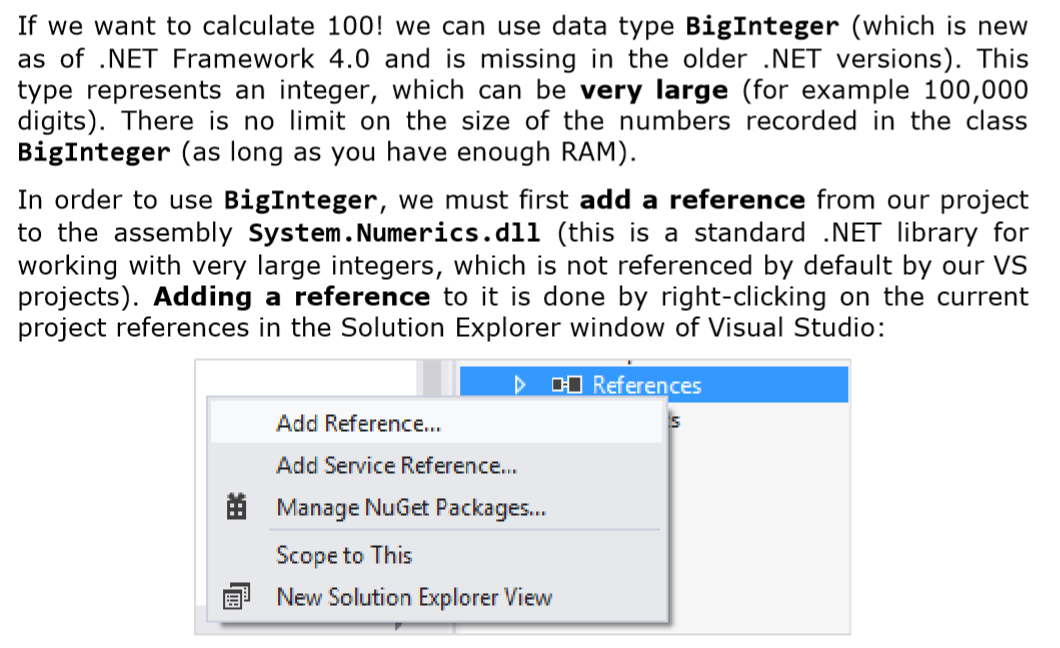 If we want to calculate 100! we can use data type BigInteger (which is new
as of .NET Framework 4.0 and is missing in the older .NET versions). This
type represents an integer, which can be very large (for example 100,000
digits). There is no limit on the size of the numbers recorded in the class
BigInteger (as long as you have enough RAM).
In order to use BigInteger, we must first add a reference from our project
to the assembly System.Numerics.dll (this is a standard .NET library for
working with very large integers, which is not referenced by default by our VS
projects). Adding a reference to it is done by right-clicking on the current
project references in the Solution Explorer window of Visual Studio:
References
Add Reference...
Add Service Reference...
Manage NuGet Packages...
Scope to This
New Solution Explorer View